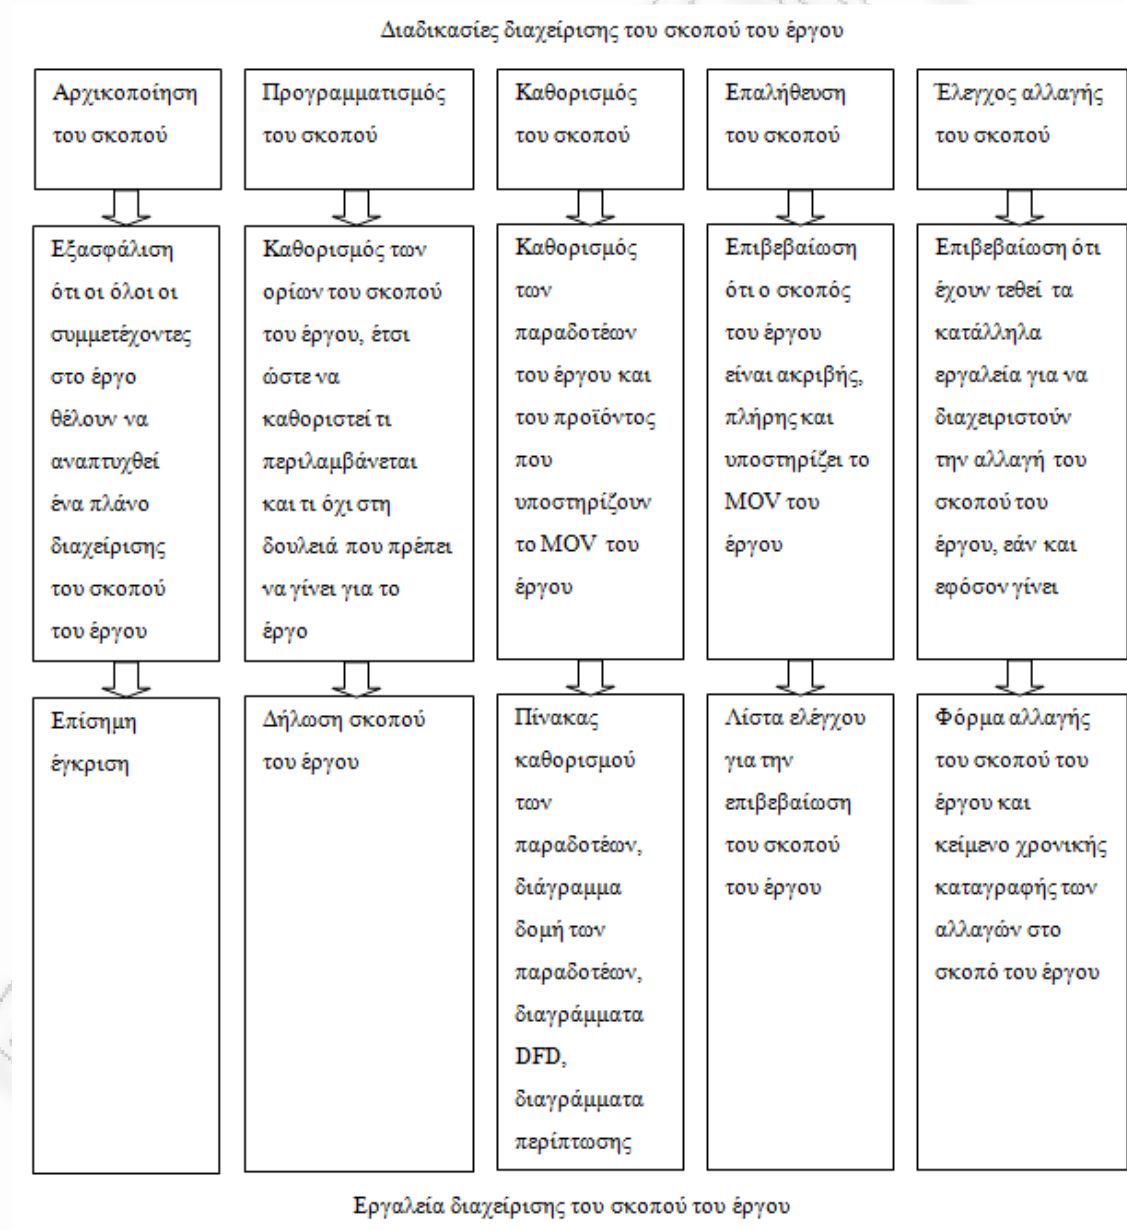 Διαδικασίες διαχείρισης του σκοπού του έργου
Αρχικοποίηση
του σκοπού
Προγραμματισμός
του σκοπού
Καθορισμός
του σκοπού
Επαλήθευση
του σκοπού
Έλεγχος αλλαγής
του σκοπού
Εξασφάλιση
ότι οι όλοι οι
συμμετέχοντες
στο έργο
θέλουν να
αναπτυχθεί
ένα πλάνο
διαχείρισης
του σκοπού
του έργου
Καθορισμός των
ορίων του σκοπού
του έργου, έτσι
ώστε να
καθοριστεί τι
περιλαμβάνεται
και τι όχι στη
δουλειά που πρέπει
να γίνει για το
έργο
Καθορισμός
των
παραδοτέων
του έργου και
του προϊόντος
που
υποστηρίζουν
το MOV του
έργου
Επιβεβαίωση
ότι ο σκοπός
του έργου
είναι ακριβής,
πλήρης και
υποστηρίζει το
MOV του
έργου
Επιβεβαίωση ότι
έχουν τεθεί τα
κατάλληλα
εργαλεία για να
διαχειριστούν
την αλλαγή του
σκοπού του
έργου, εάν και
εφόσον γίνει
Επίσημη
έγκριση
Δήλωση σκοπού
του έργου
Πίνακας
καθορισμού
των
παραδοτέων,
διάγραμμα
δομή των
παραδοτέων,
διαγράμματα
DFD,
διαγράμματα
περίπτωσης
Λίστα ελέγχου
για την
επιβεβαίωση
του σκοπού
του έργου
Φόρμα αλλαγής
του σκοπού του
έργου και
κείμενο χρονικής
καταγραφής των
αλλαγών στο
σκοπό του έργου
Εργαλεία διαχείρισης του σκοπού του έργου